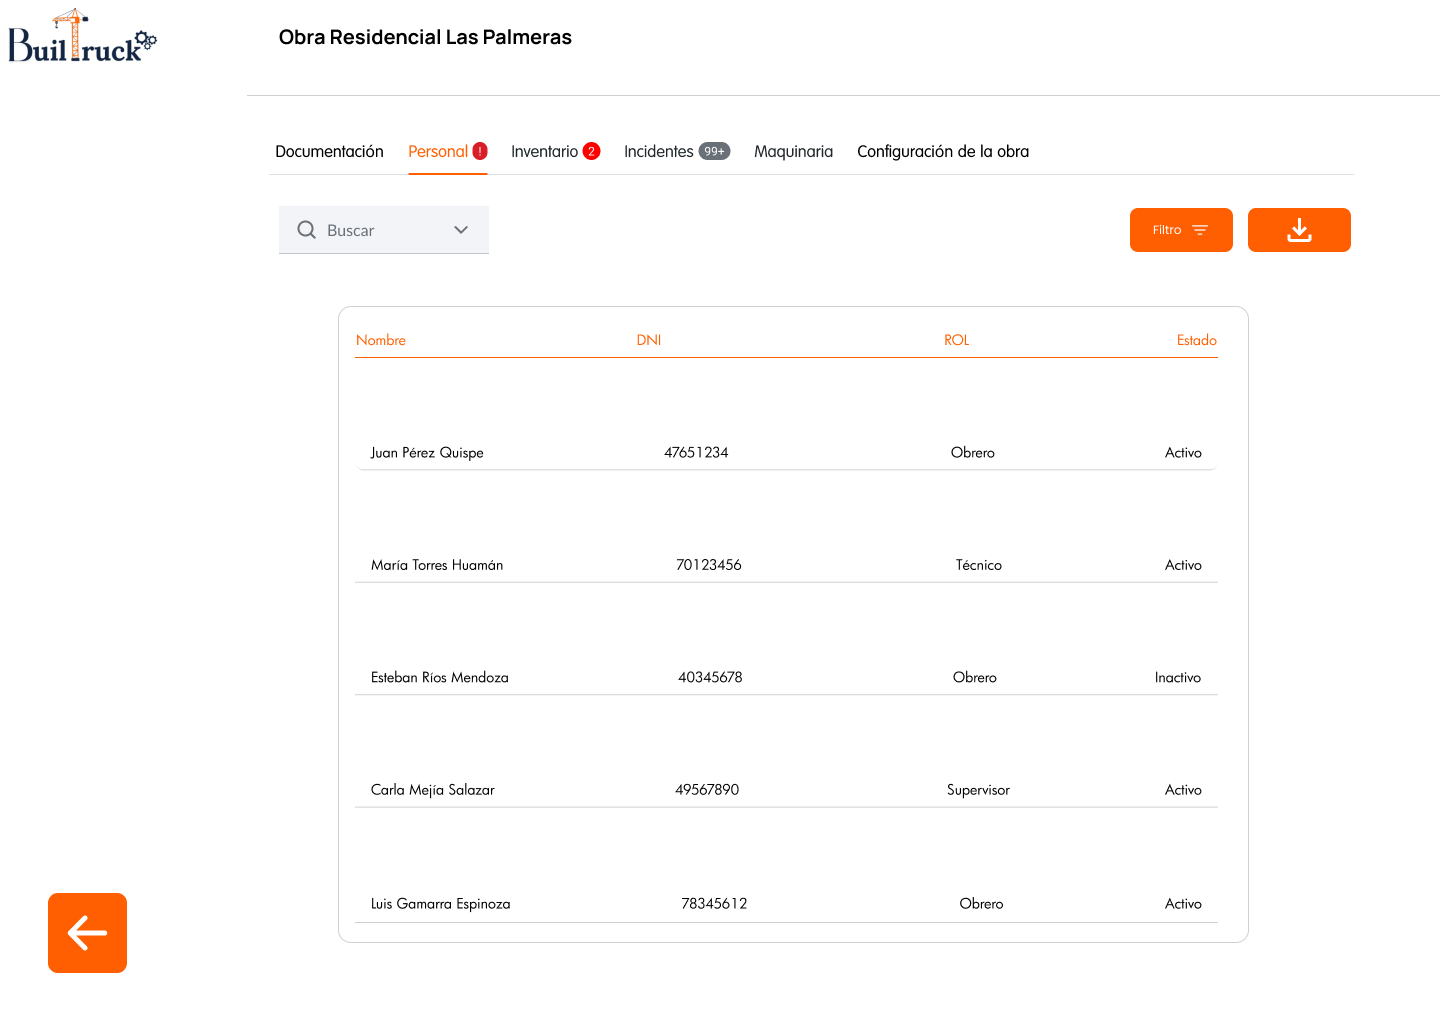 BuilTruck
Obra Residencial Las Palmeras
Documentación Personal ! Inventario 2 Incidentes 99+ Maquinaria Configuración de la obra
Buscar
Filtro
Nombre DNI ROL Estado
Juan Pérez Quispe 47651234 Obrero Activo
María Torres Huamán 70123456 Técnico Activo
Esteban Ríos Mendoza 40345678 Obrero Inactivo
Carla Mejía Salazar 49567890 Supervisor Activo
Luis Gamarra Espinoza 78345612 Obrero Activo